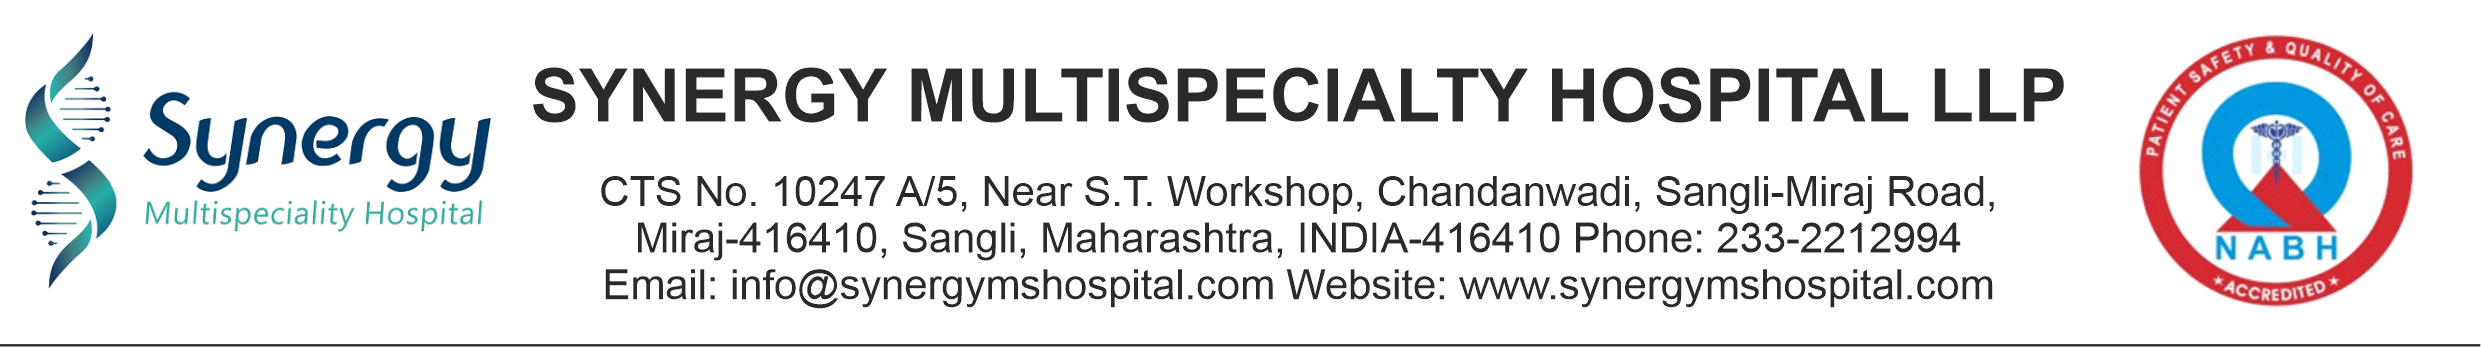 Synergy
Multispeciality Hospital
SYNERGY MULTISPECIALTY HOSPITAL LLP
CTS No. 10247 A/5, Near S.T. Workshop, Chandanwadi, Sangli-Miraj Road,
Miraj-416410, Sangli, Maharashtra, INDIA-416410 Phone: 233-2212994
Email: info@synergymshospital.com Website: www.synergymshospital.com
PATIENT SAFETY & QUALITY OF CARE
NABH
ACCREDITED